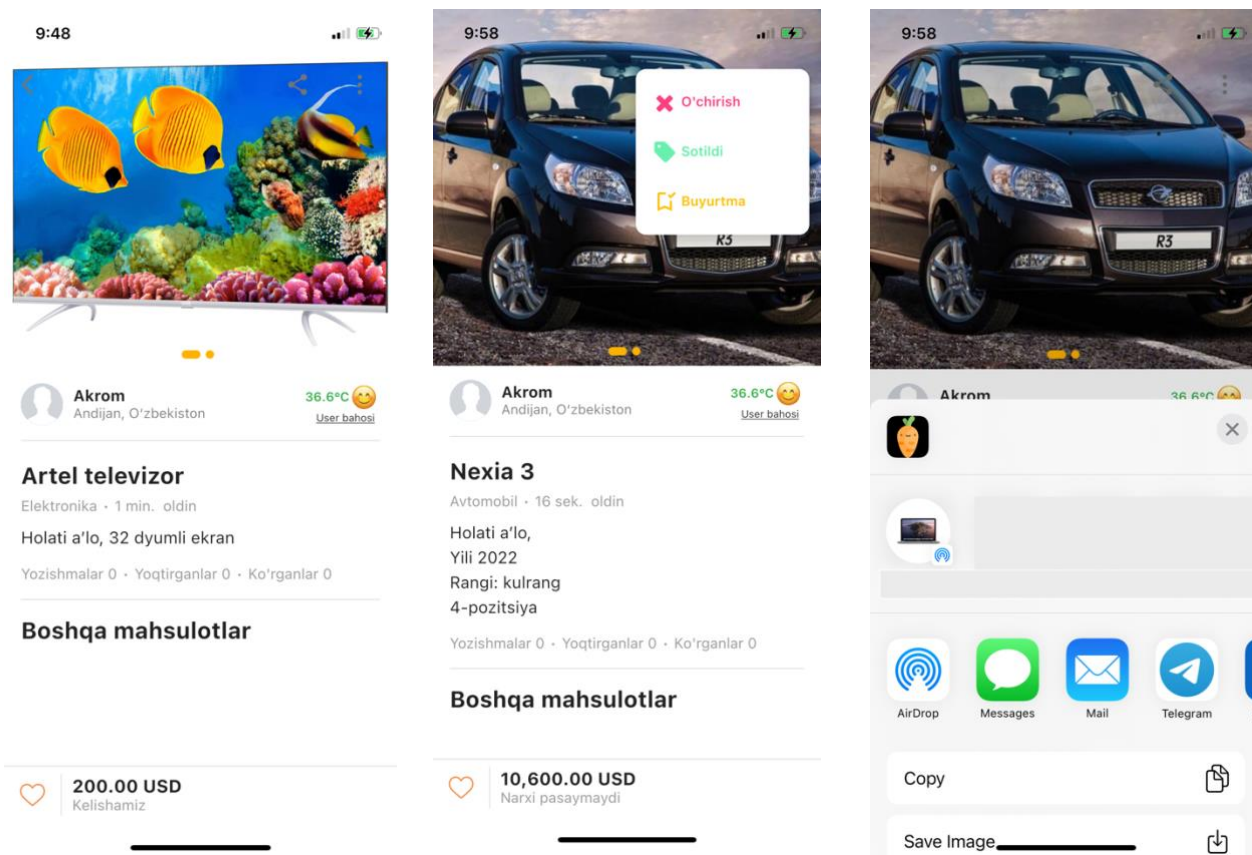 9:48
Akrom
Andijan, O‘zbekiston
36.6°C
User bahosi
Artel televizor
Elektronika · 1 min. oldin
Holati a’lo, 32 dyumli ekran
Yozishmalar 0 · Yoqtirganlar 0 · Ko'rganlar 0
Boshqa mahsulotlar
200.00 USD
Kelishamiz
9:58
O'chirish
Sotildi
Buyurtma
R3
Akrom
Andijan, O‘zbekiston
36.6°C
User bahosi
Nexia 3
Avtomobil · 16 sek. oldin
Holati a’lo,
Yili 2022
Rangi: kulrang
4-pozitsiya
Yozishmalar 0 · Yoqtirganlar 0 · Ko'rganlar 0
Boshqa mahsulotlar
10,600.00 USD
Narxi pasaymaydi
9:58
R3
Akrom
36.6°C
AirDrop
Messages
Mail
Telegram
Copy
Save Image